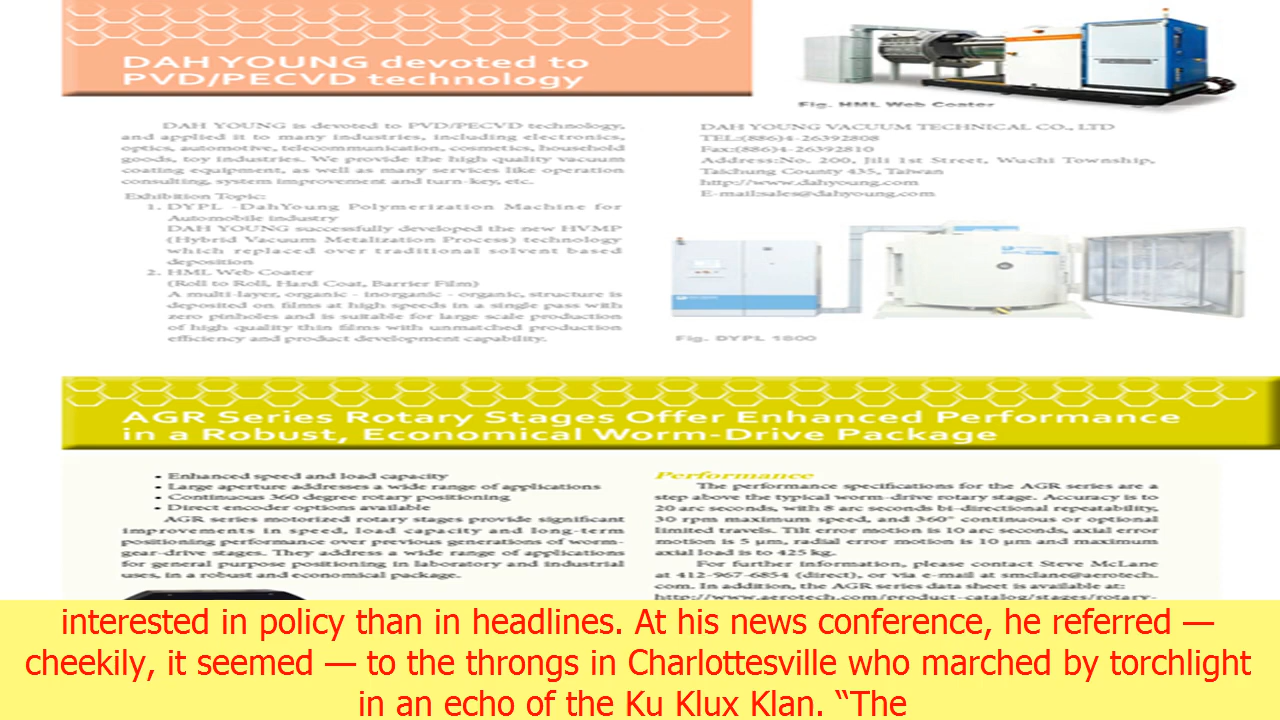 DAH YOUNG devoted to
PVD/PECVD technology
Fig. HML Web Coater
DAH YOUNG is devoted to PVD/PECVD technology,
and applied it to many industries, including electronics,
optics, automotive, telecommunication, cosmetics, household
goods, toy industries. We provide the high quality vacuum
coating equipment, as well as many services like operation
consulting, system improvement and turn-key, etc.
Exhibition Topic:
1. DYPL -DahYoung Polymerization Machine for
Automobile industry
DAH YOUNG successfully developed the new HVMP
(Hybrid Vacuum Metalization Process) technology
which replaced over traditional solvent based
deposition
2. HML Web Coater
(Roll to Roll, Hard Coat, Barrier Film)
A multi-layer, organic - inorganic - organic, structure is
deposited on films at high speeds in a single pass with
zero pinholes and is suitable for large scale production
of high quality thin films with unmatched production
efficiency and product development capability.
DAH YOUNG VACUUM TECHNICAL CO., LTD
TEL:(886)4-26392808
Fax:(886)4-26392810
Address:No. 200, Jili 1st Street, Wuchi Township,
Taichung County 435, Taiwan
http://www.dahyoung.com
E-mail:sales@dahyoung.com
Fig. DYPL 1800
AGR Series Rotary Stages Offer Enhanced Performance
in a Robust, Economical Worm-Drive Package
• Enhanced speed and load capacity
• Large aperture addresses a wide range of applications
• Continuous 360 degree rotary positioning
• Direct encoder options available
AGR series motorized rotary stages provide significant
improvements in speed, load capacity and long-term
positioning performance over previous generations of worm-
gear-drive stages. They address a wide range of applications
for general purpose positioning in laboratory and industrial
uses, in a robust and economical package.
Performance
The performance specifications for the AGR series are a
step above the typical worm-drive rotary stage. Accuracy is to
20 arc seconds, with 8 arc seconds bi-directional repeatability,
30 rpm maximum speed, and 360° continuous or optional
limited travels. Tilt error motion is 10 arc seconds, axial error
motion is 5 µm, radial error motion is 10 µm and maximum
axial load is to 425 kg.
For further information, please contact Steve McLane
at 412-967-6854 (direct), or via e-mail at smclane@aerotech.
com. In addition, the AGR series data sheet is available at:
http://www.aerotech.com/product-catalog/stages/rotary-
interested in policy than in headlines. At his news conference, he referred —
cheekily, it seemed — to the throngs in Charlottesville who marched by torchlight
in an echo of the Ku Klux Klan. “The